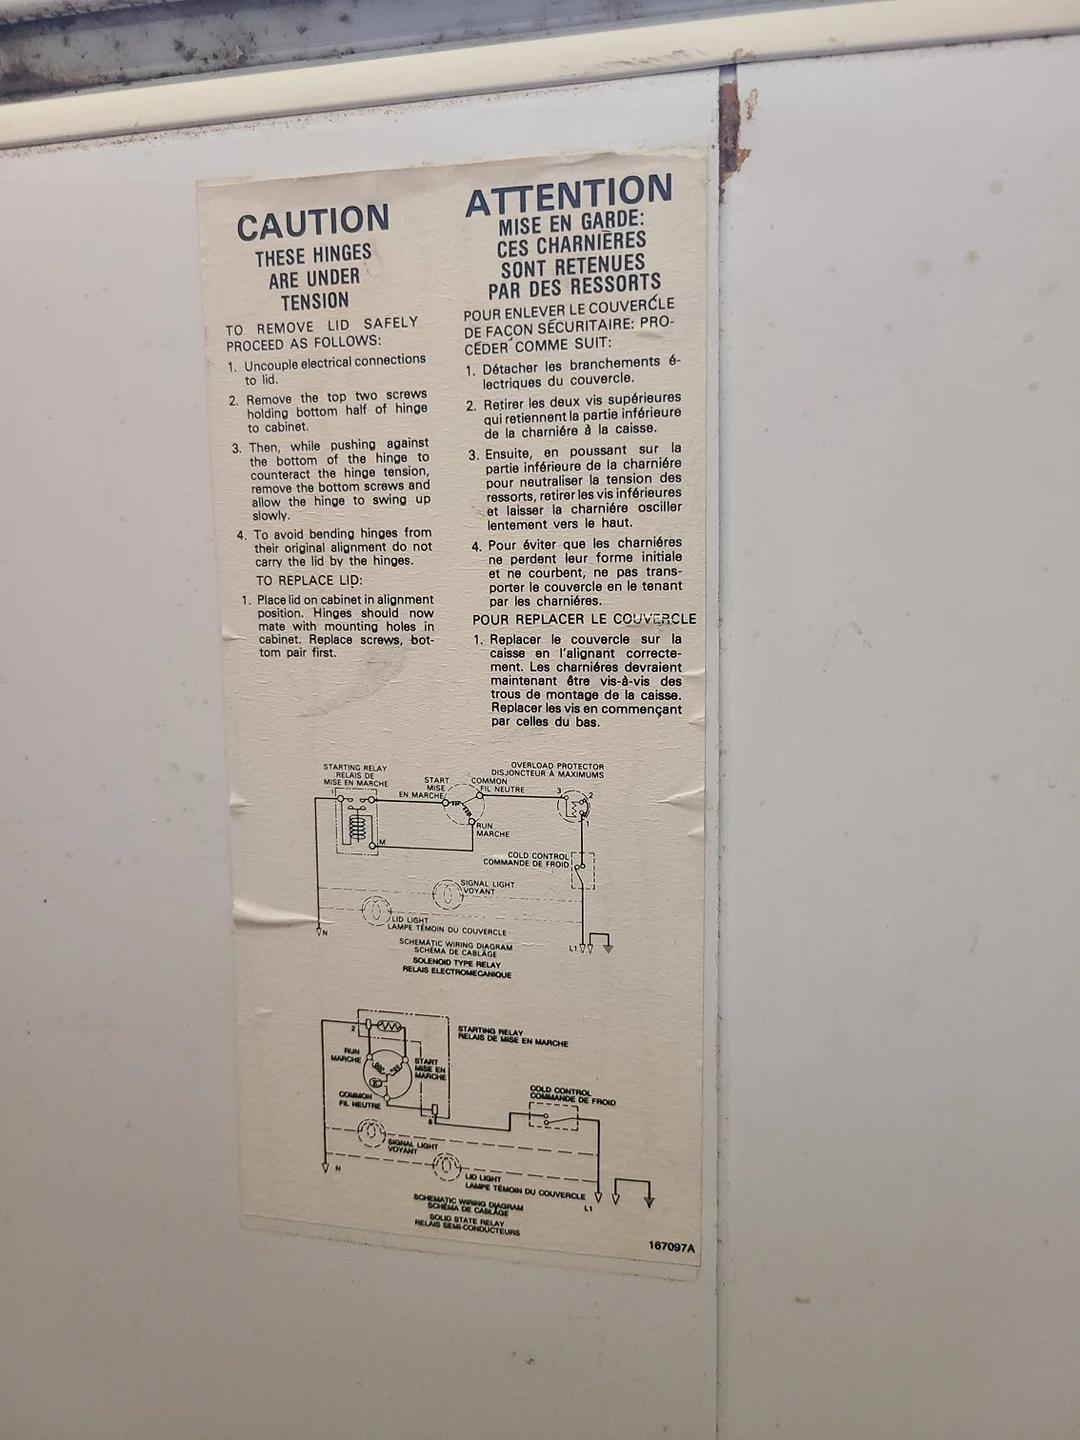 CAUTION
THESE HINGES
ARE UNDER
TENSION
TO REMOVE LID SAFELY
PROCEED AS FOLLOWS:
1. Uncouple electrical connections
to lid.
2. Remove the top two screws
holding bottom half of hinge
to cabinet.
3. Then, while pushing against
the bottom of the hinge to
counteract the hinge tension,
remove the bottom screws and
allow the hinge to swing up
slowly.
4. To avoid bending hinges from
their original alignment do not
carry the lid by the hinges.
TO REPLACE LID:
1. Place lid on cabinet in alignment
position. Hinges should now
mate with mounting holes in
cabinet. Replace screws, bot-
tom pair first.
ATTENTION
MISE EN GARDE:
CES CHARNIÈRES
SONT RETENUES
PAR DES RESSORTS
POUR ENLEVER LE COUVERCLE
DE FAÇON SÉCURITAIRE: PRO-
CÉDER COMME SUIT:
1. Détacher les branchements é-
lectriques du couvercle.
2. Retirer les deux vis supérieures
qui retiennent la partie inférieure
de la charniére à la caisse.
3. Ensuite, en poussant sur la
partie inférieure de la charniére
pour neutraliser la tension des
ressorts, retirer les vis inférieures
et laisser la charniére osciller
lentement vers le haut.
4. Pour éviter que les charniéres
ne perdent leur forme initiale
et ne courbent, ne pas trans-
porter le couvercle en le tenant
par les charniéres.
POUR REPLACER LE COUVERCLE
1. Replacer le couvercle sur la
caisse en l'alignant correcte-
ment. Les charniéres devraient
maintenant être vis-à-vis des
trous de montage de la caisse.
Replacer les vis en commençant
par celles du bas.
STARTING RELAY
RELAIS DE
MISE EN MARCHE
1
M
START
MISE
EN MARCHE
COMMON
FIL NEUTRE
RUN
MARCHE
OVERLOAD PROTECTOR
DISJONCTEUR À MAXIMUMS
3
2
1
COLD CONTROL
COMMANDE DE FROID
SIGNAL LIGHT
VOYANT
LID LIGHT
LAMPE TÉMOIN DU COUVERCLE
N
L1
SCHEMATIC WIRING DIAGRAM
SCHÉMA DE CABLÂGE
SOLENOID TYPE RELAY
RELAIS ELECTROMECANIQUE
2
STARTING RELAY
RELAIS DE MISE EN MARCHE
RUN
MARCHE
START
MISE EN
MARCHE
COMMON
FIL NEUTRE
COLD CONTROL
COMMANDE DE FROID
SIGNAL LIGHT
VOYANT
N
LID LIGHT
LAMPE TÉMOIN DU COUVERCLE
L1
SCHEMATIC WIRING DIAGRAM
SCHÉMA DE CABLÂGE
SOLID STATE RELAY
RELAIS SEMI-CONDUCTEURS
167097A